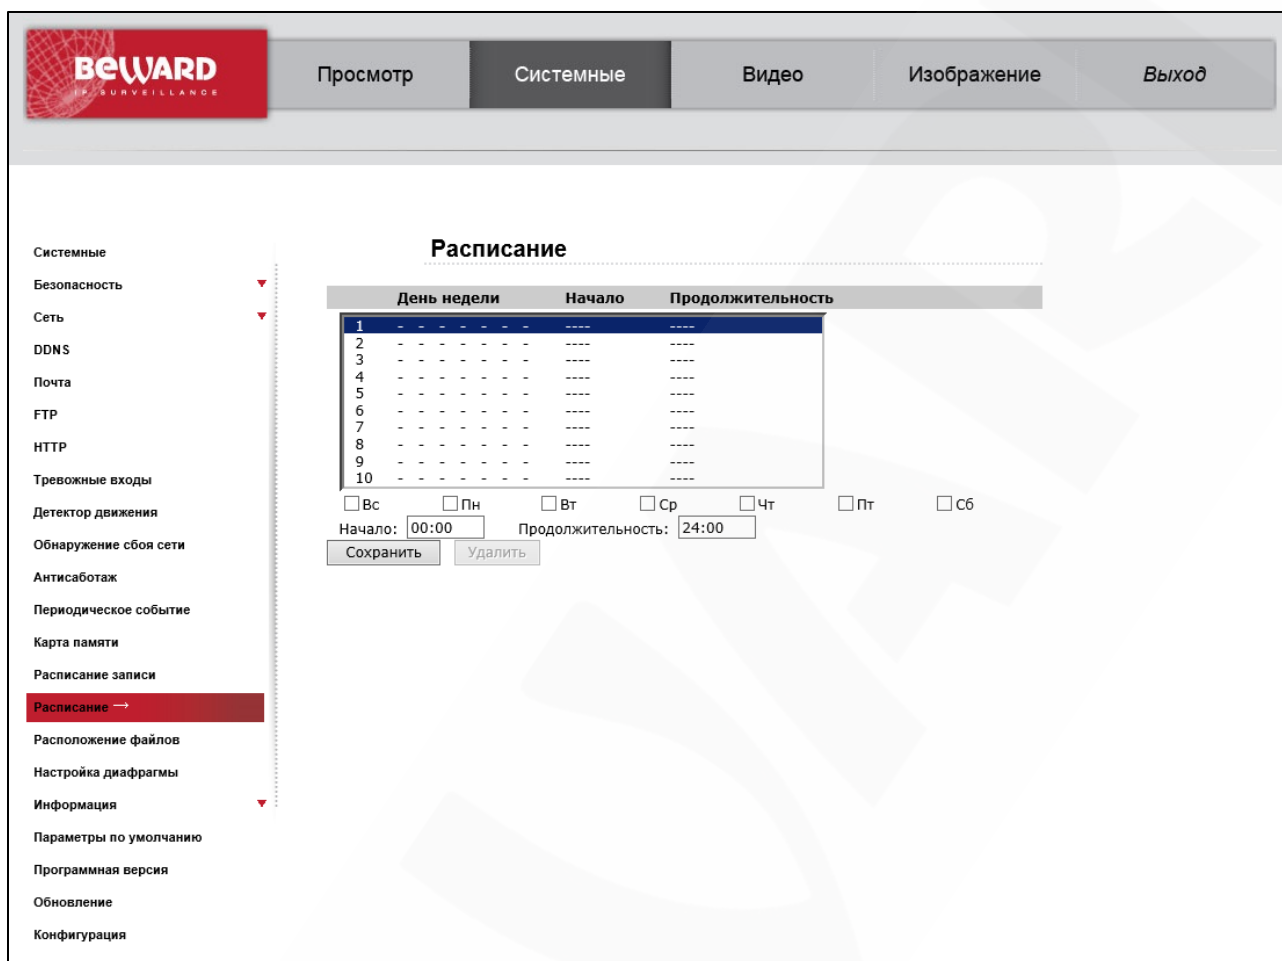 BEWARD
IP SURVEILLANCE
Просмотр
Системные
Видео
Изображение
Выход
Системные
Безопасность
Сеть
DDNS
Почта
FTP
HTTP
Тревожные входы
Детектор движения
Обнаружение сбоя сети
Антисаботаж
Периодическое событие
Карта памяти
Расписание записи
Расписание →
Расположение файлов
Настройка диафрагмы
Информация
Параметры по умолчанию
Программная версия
Обновление
Конфигурация
Расписание
День недели Начало Продолжительность
1 - - - - - - - ---- ----
2 - - - - - - - ---- ----
3 - - - - - - - ---- ----
4 - - - - - - - ---- ----
5 - - - - - - - ---- ----
6 - - - - - - - ---- ----
7 - - - - - - - ---- ----
8 - - - - - - - ---- ----
9 - - - - - - - ---- ----
10 - - - - - - - ---- ----
Вс Пн Вт Ср Чт Пт Сб
Начало: 00:00 Продолжительность: 24:00
Сохранить Удалить